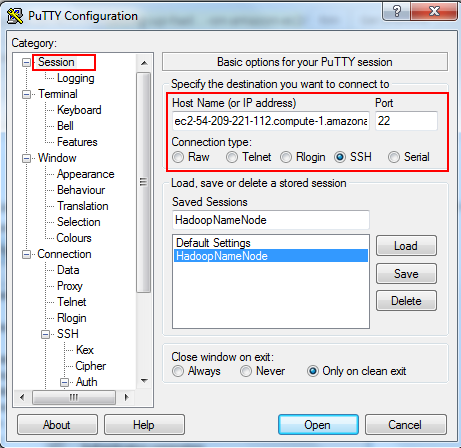 PuTTY Configuration
Category:
Session
Logging
Terminal
Keyboard
Bell
Features
Window
Appearance
Behaviour
Translation
Selection
Colours
Connection
Data
Proxy
Telnet
Rlogin
SSH
Kex
Cipher
Auth
Basic options for your PuTTY session
Specify the destination you want to connect to
Host Name (or IP address) Port
ec2-54-209-221-112.compute-1.amazona 22
Connection type:
Raw Telnet Rlogin SSH Serial
Load, save or delete a stored session
Saved Sessions
HadoopNameNode
Default Settings
HadoopNameNode
Load
Save
Delete
Close window on exit:
Always Never Only on clean exit
About Help Open Cancel